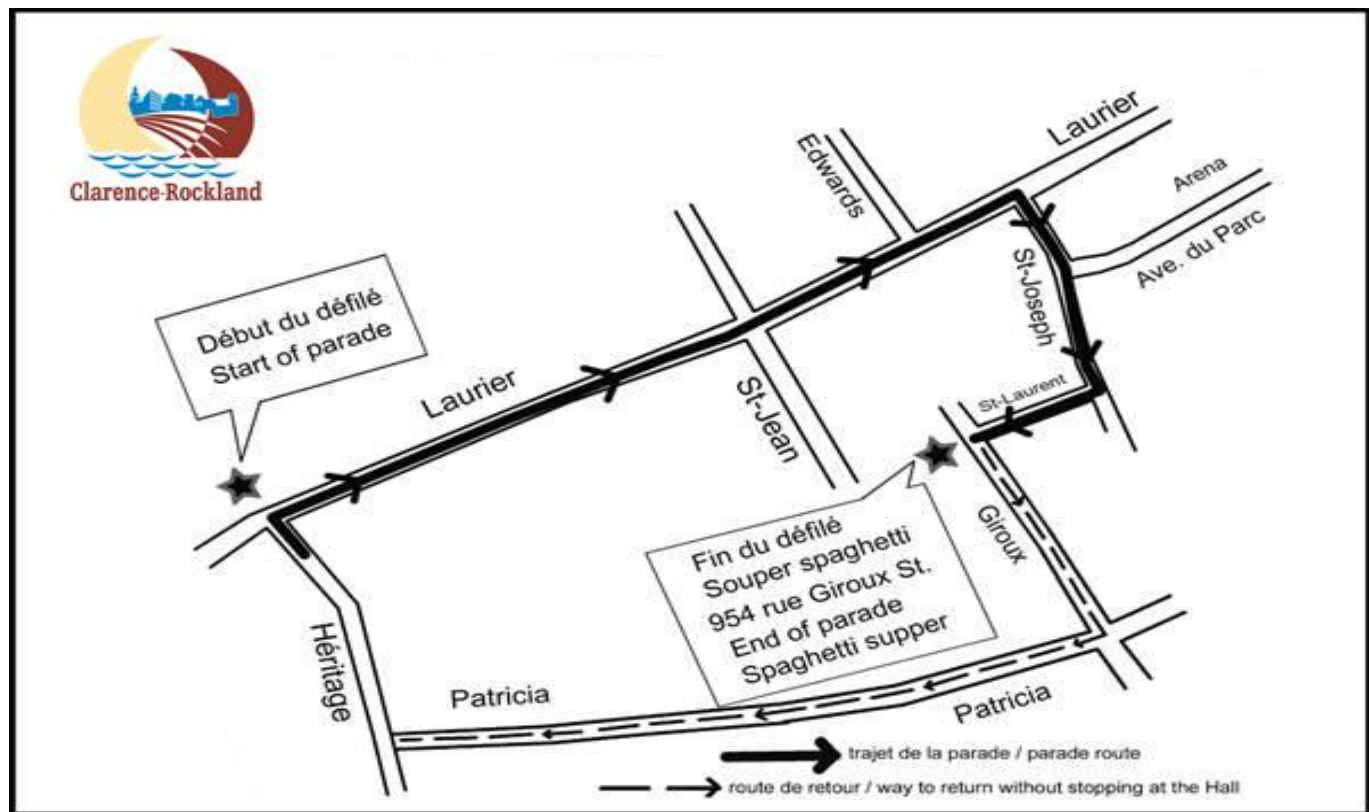 Clarence-Rockland
Laurier
Edwards
Arena
Ave. du Parc
St-Joseph
Début du défilé
Start of parade
Laurier
St-Jean
St-Laurent
Giroux
Fin du défilé
Souper spaghetti
954 rue Giroux St.
End of parade
Spaghetti supper
Héritage
Patricia
Patricia
trajet de la parade / parade route
route de retour / way to return without stopping at the Hall